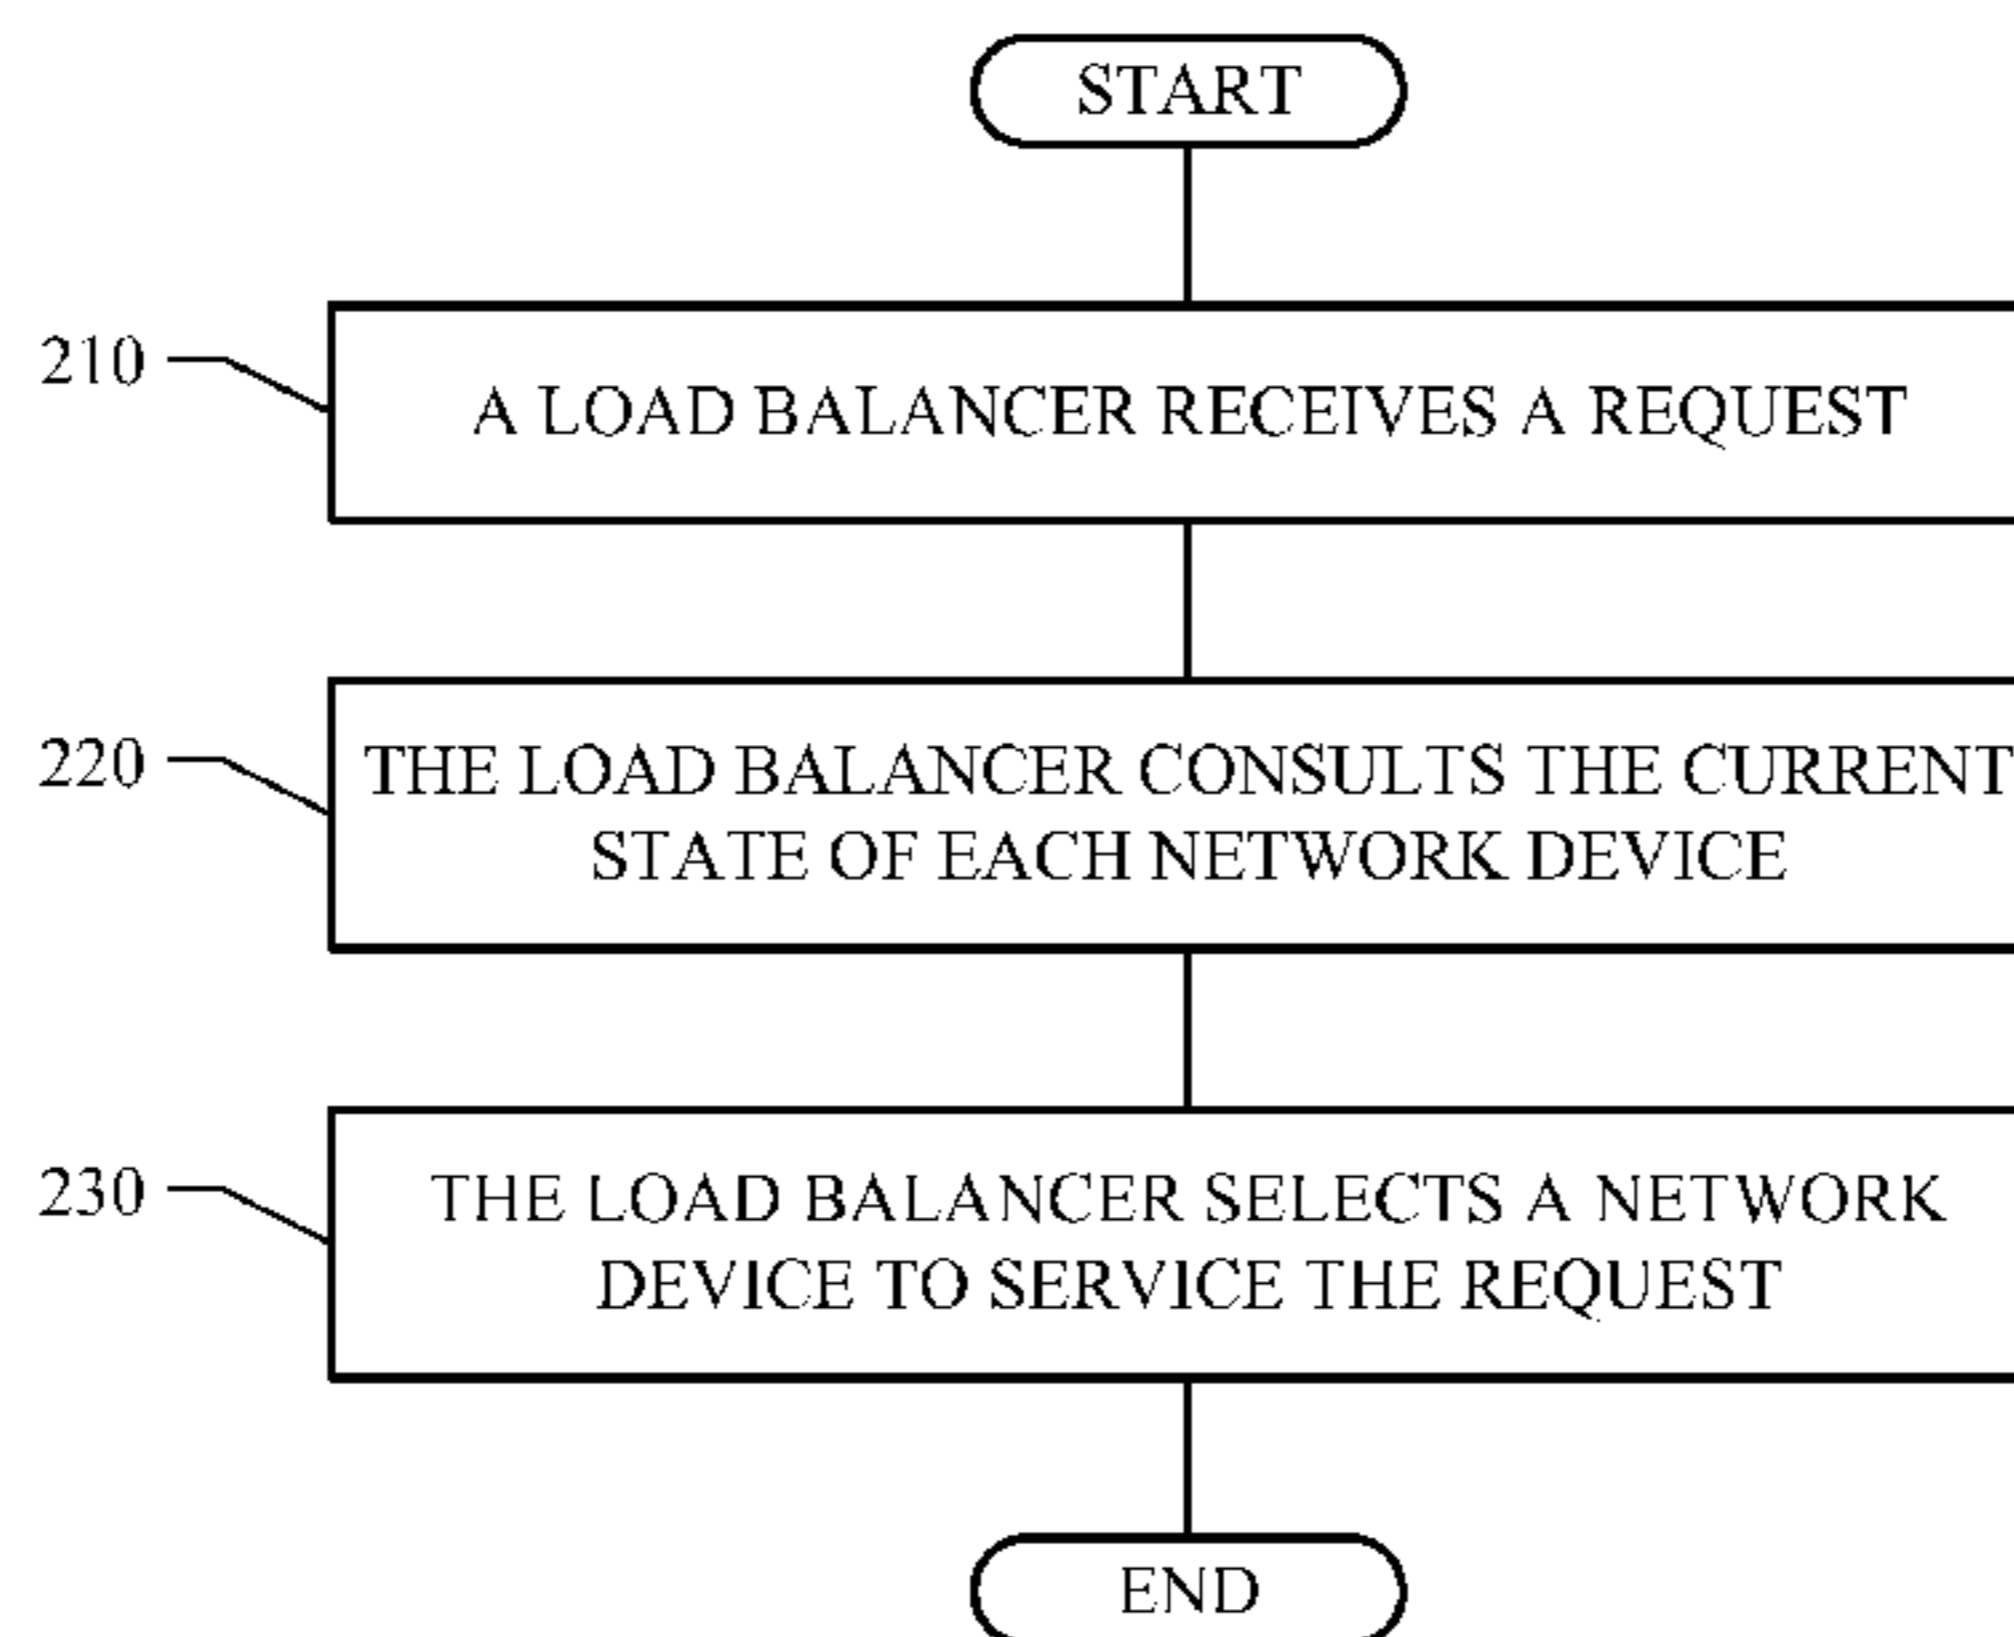 START
210
A LOAD BALANCER RECEIVES A REQUEST
220
THE LOAD BALANCER CONSULTS THE CURRENT
STATE OF EACH NETWORK DEVICE
230
THE LOAD BALANCER SELECTS A NETWORK
DEVICE TO SERVICE THE REQUEST
END